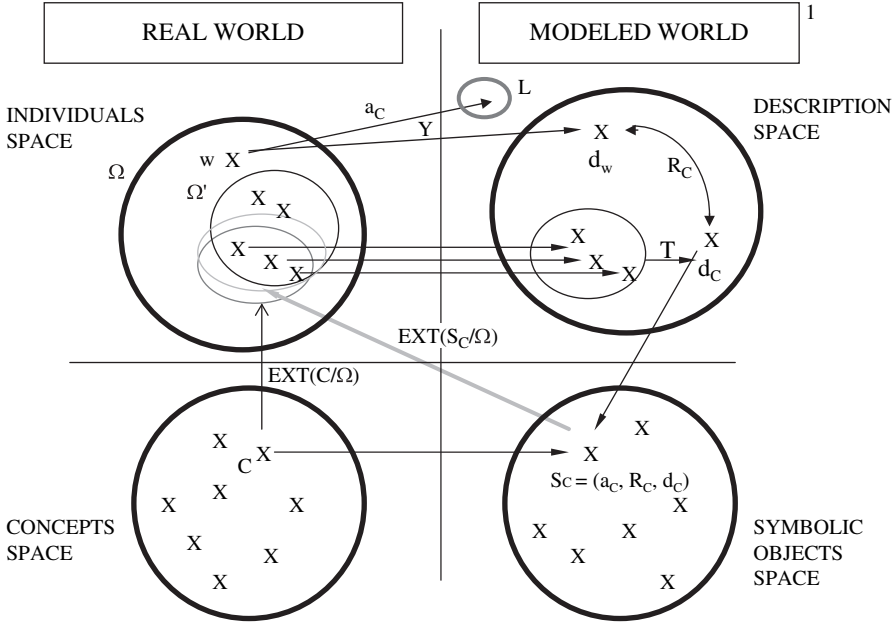 REAL WORLD
MODELED WORLD
1
INDIVIDUALS
SPACE
DESCRIPTION
SPACE
L
a_C
Y
Ω
w X
X
d_w
R_C
Ω'
X
X
X
X
X
X
X
X
X
d_C
T
EXT(S_C/Ω)
EXT(C/Ω)
CONCEPTS
SPACE
X
C X
X
X
X
X
X
X
X
X
S_C = (a_C, R_C, d_C)
X
X
X
X
X
SYMBOLIC
OBJECTS
SPACE